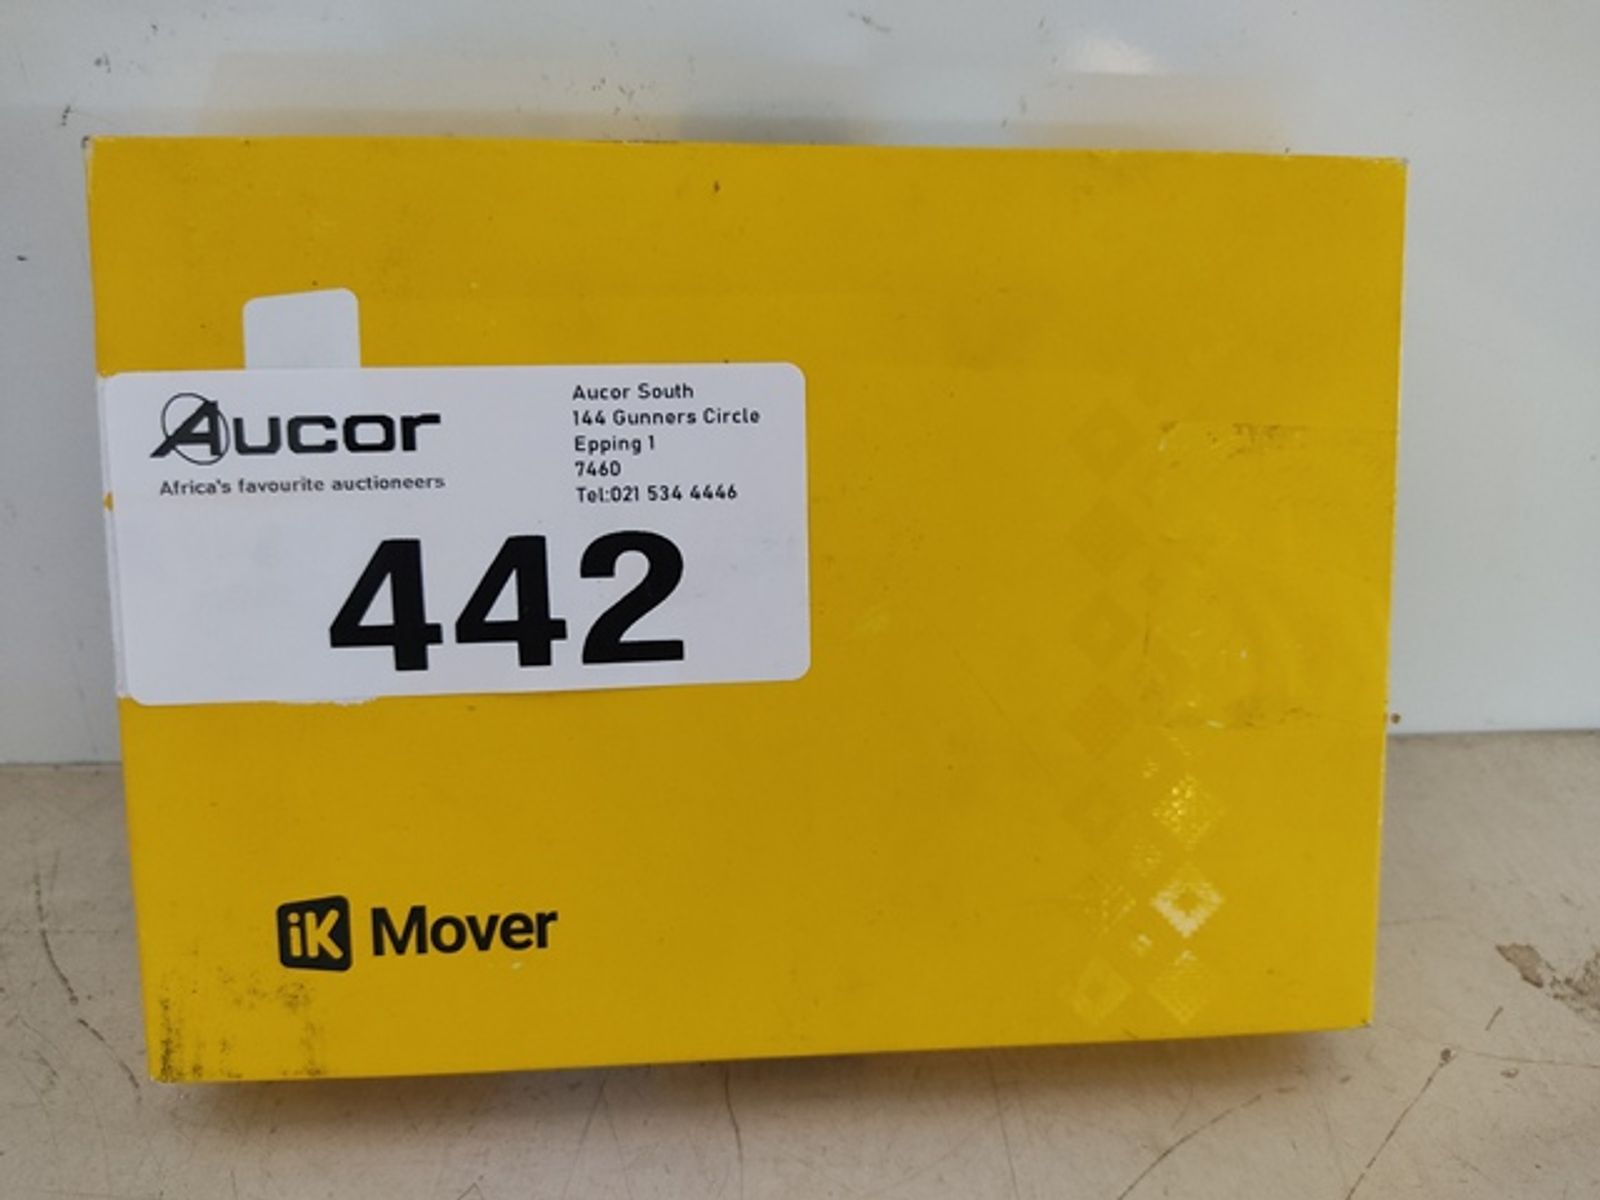 Aucor
Africa's favourite auctioneers
Aucor South
144 Gunners Circle
Epping 1
7460
Tel:021 534 4446
442
iK Mover